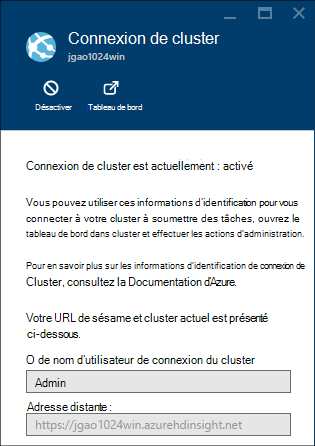 Connexion de cluster
jgao1024win
Désactiver Tableau de bord
Connexion de cluster est actuellement : activé
Vous pouvez utiliser ces informations d'identification pour vous
connecter à votre cluster à soumettre des tâches, ouvrez le
tableau de bord dans cluster et effectuer les actions d'administration.
Pour en savoir plus sur les informations d'identification de connexion de
Cluster, consultez la Documentation d'Azure.
Votre URL de sésame et cluster actuel est présenté
ci-dessous.
O de nom d'utilisateur de connexion du cluster
Admin
Adresse distante :
https://jgao1024win.azurehdinsight.net